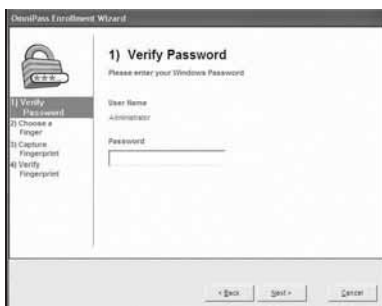 OmniPass Enrollment Wizard
1) Verify Password
Please enter your Windows Password
1) Verify
Password
2) Choose a
Finger
3) Capture
Fingerprint
4) Verify
Fingerprint
User Name
Administrator
Password
< Back
Next >
Cancel